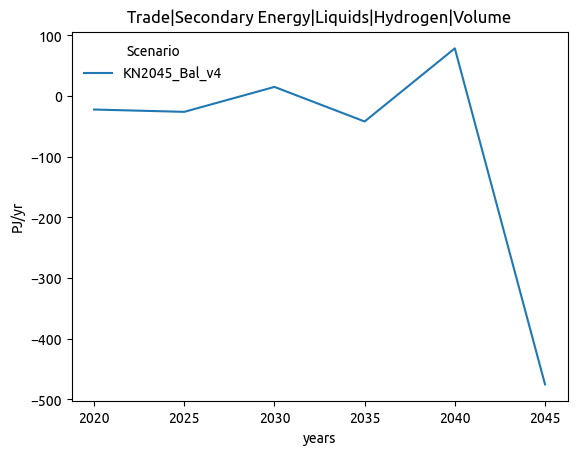 Trade|Secondary Energy|Liquids|Hydrogen|Volume
Scenario
KN2045_Bal_v4
100
0
−100
−200
−300
−400
−500
PJ/yr
2020 2025 2030 2035 2040 2045
years